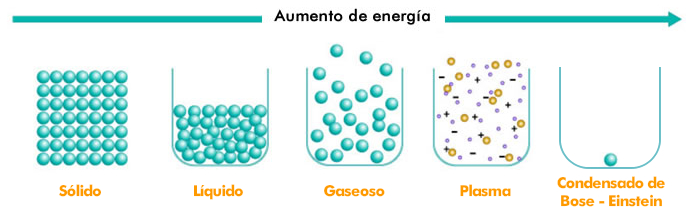 Aumento de energía
Sólido
Líquido
Gaseoso
Plasma
Condensado de
Bose - Einstein